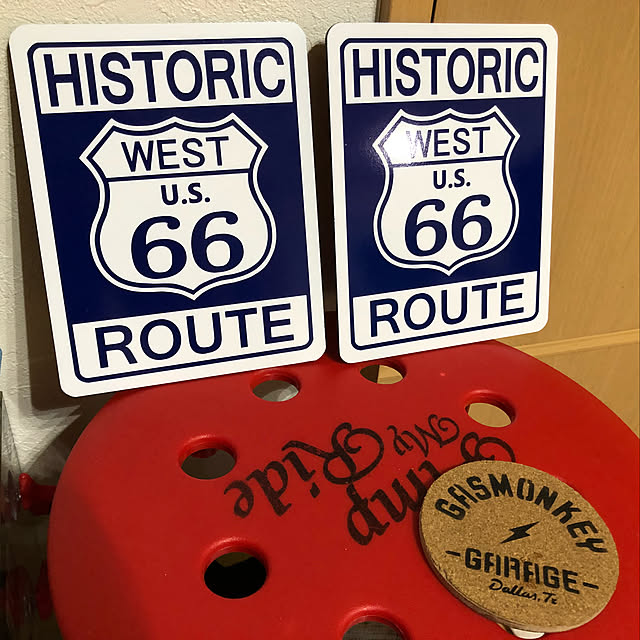 HISTORIC
WEST
U.S.
66
ROUTE
HISTORIC
WEST
U.S.
66
ROUTE
Pimp
My
Ride
GASMONKEY
-GARAGE-
Dallas, Tx